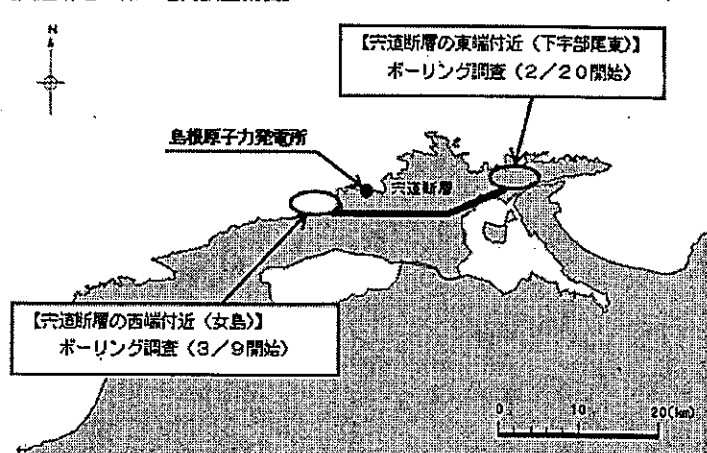 N
【宍道断層の東端付近（下宇部尾東）】
ボーリング調査（2／20開始）
島根原子力発電所
宍道断層
【宍道断層の西端付近（女島）】
ボーリング調査（3／9開始）
0 10 20(km)